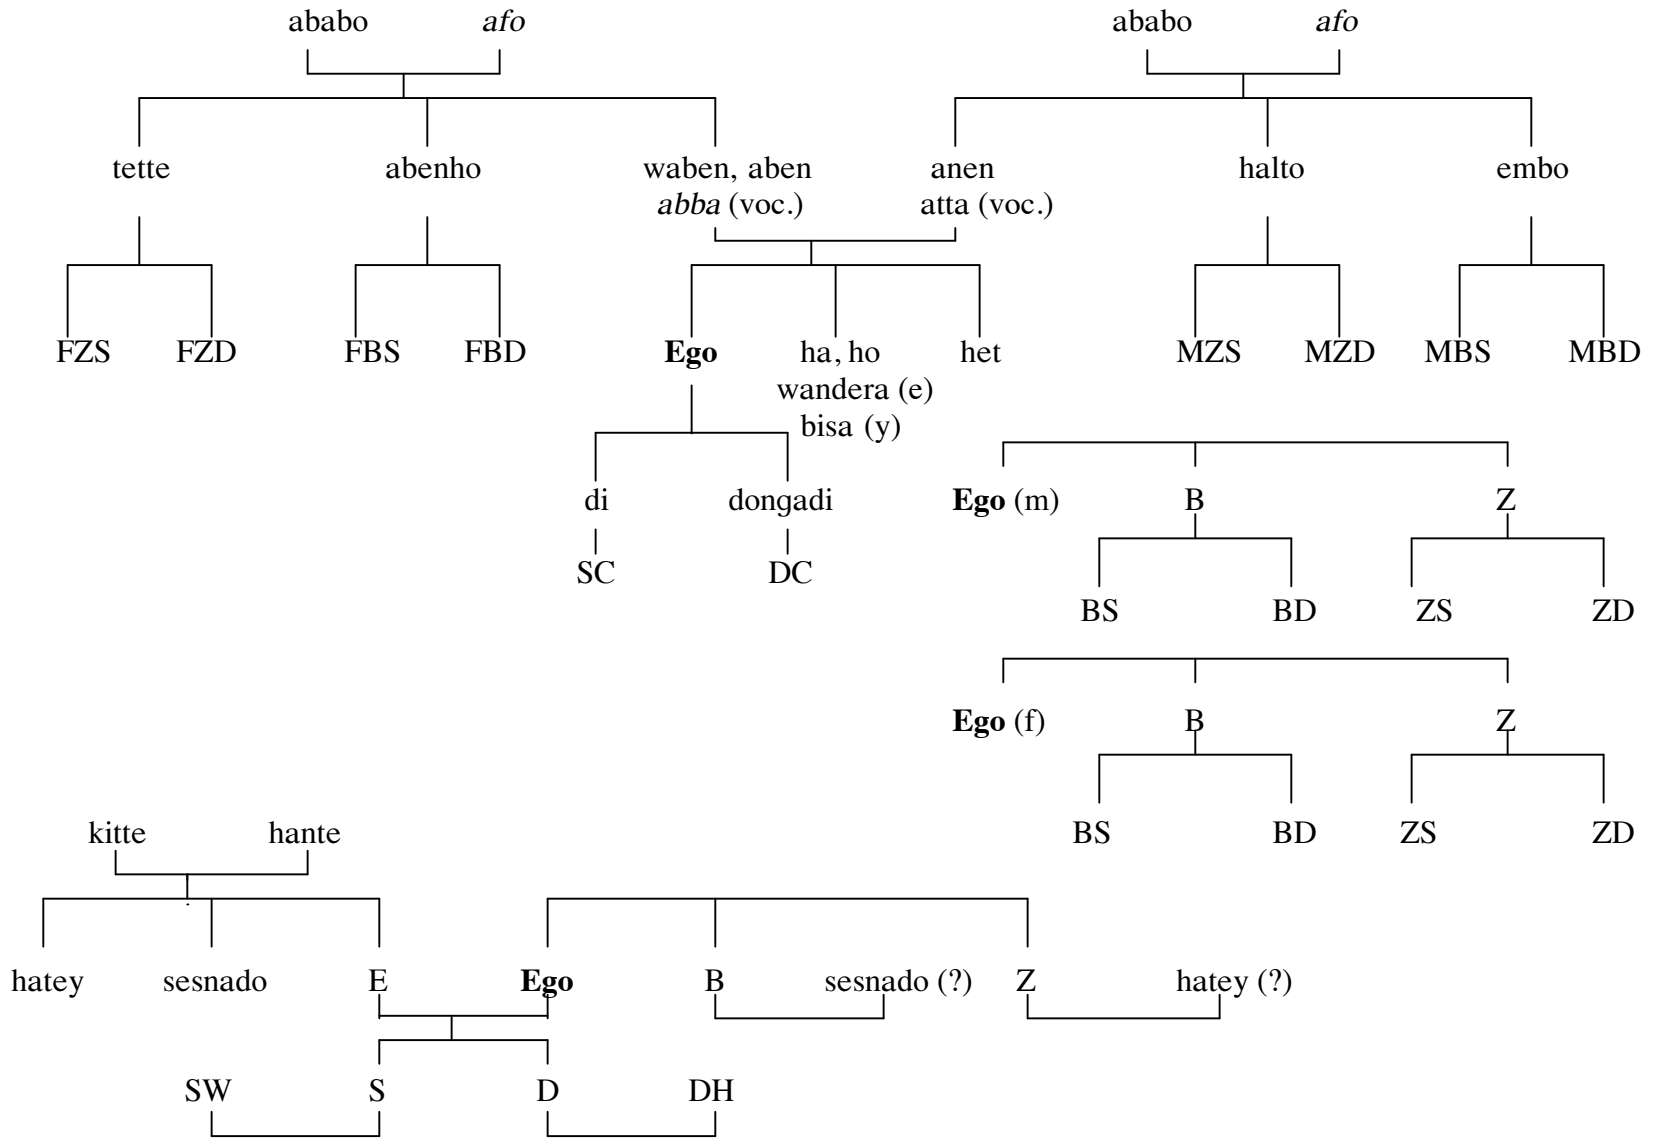 ababo afo ababo afo
tette abenho waben, aben anen halto embo
abba (voc.) atta (voc.)
FZS FZD FBS FBD Ego ha, ho het MZS MZD MBS MBD
wandera (e)
bisa (y)
di dongadi Ego (m) B Z
SC DC
BS BD ZS ZD
Ego (f) B Z
kitte hante BS BD ZS ZD
hatey sesnado E Ego B sesnado (?) Z hatey (?)
SW S D DH